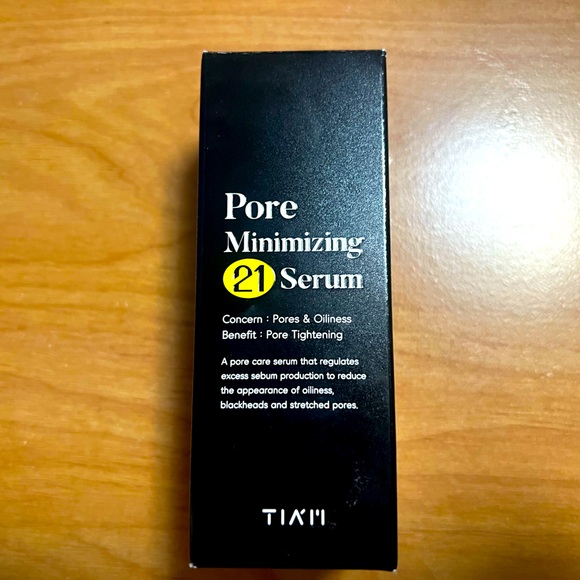 Pore
Minimizing
21 Serum
Concern : Pores & Oiliness
Benefit : Pore Tightening
A pore care serum that regulates
excess sebum production to reduce
the appearance of oiliness,
blackheads and stretched pores.
TIA'M